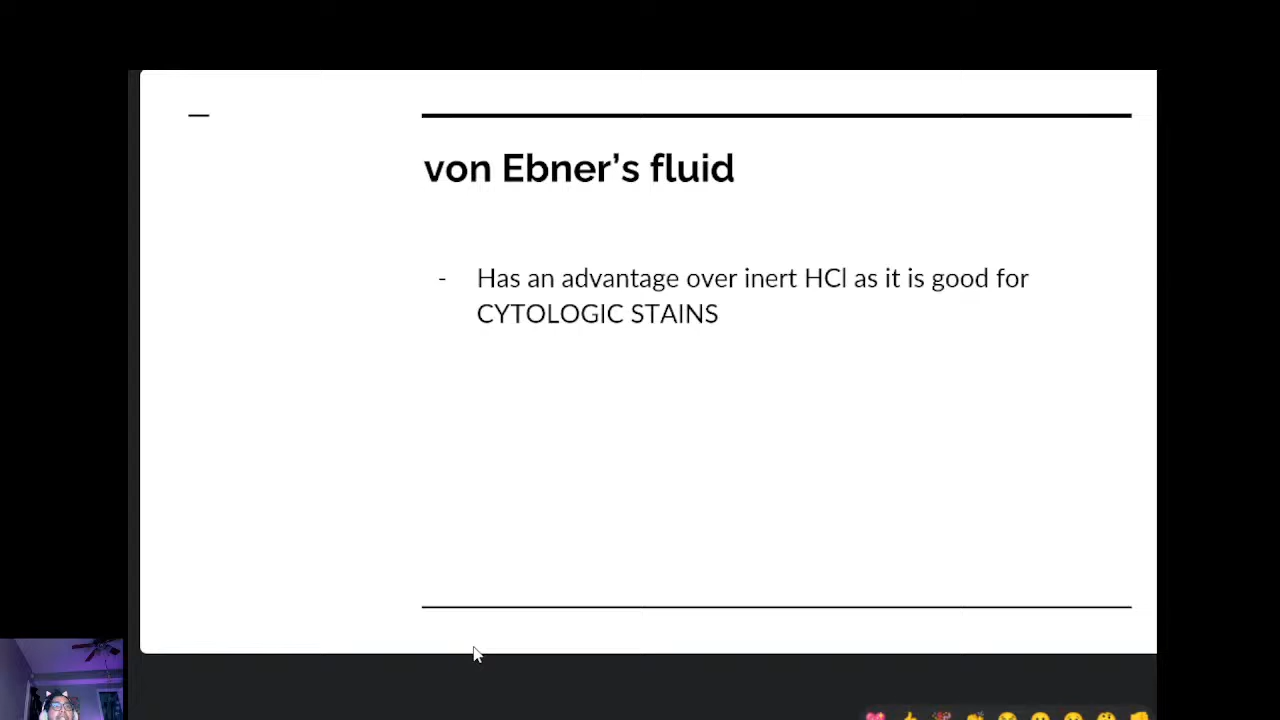 von Ebner’s fluid
- Has an advantage over inert HCl as it is good for
CYTOLOGIC STAINS